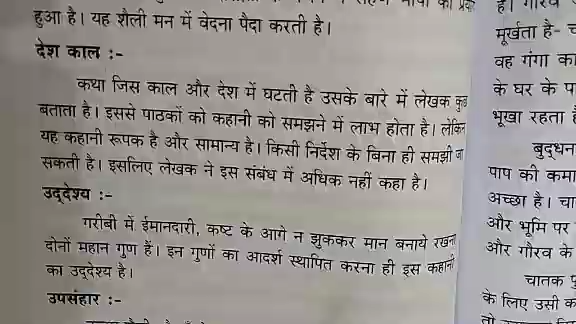 हुआ है। यह शैली मन में वेदना पैदा करती है।
देश काल :-
कथा जिस काल और देश में घटती है उसके बारे में लेखक कुछ
बताता है। इससे पाठकों को कहानी को समझने में लाभ होता है। लेकिन
यह कहानी रूपक है और सामान्य है। किसी निर्देश के बिना ही समझी जा
सकती है। इसलिए लेखक ने इस संबंध में अधिक नहीं कहा है।
उद्देश्य :-
गरीबी में ईमानदारी, कष्ट के आगे न झुककर मान बनाये रखना
दोनों महान गुण हैं। इन गुणों का आदर्श स्थापित करना ही इस कहानी
का उद्देश्य है।
उपसंहार :-
मूर्खता है-
वह गंगा का
के घर के
भूखा रहता
बुद्धन
पाप की कमा
अच्छा है। चा
और भूमि पर
और गौरव के
चातक
के लिए उसी क